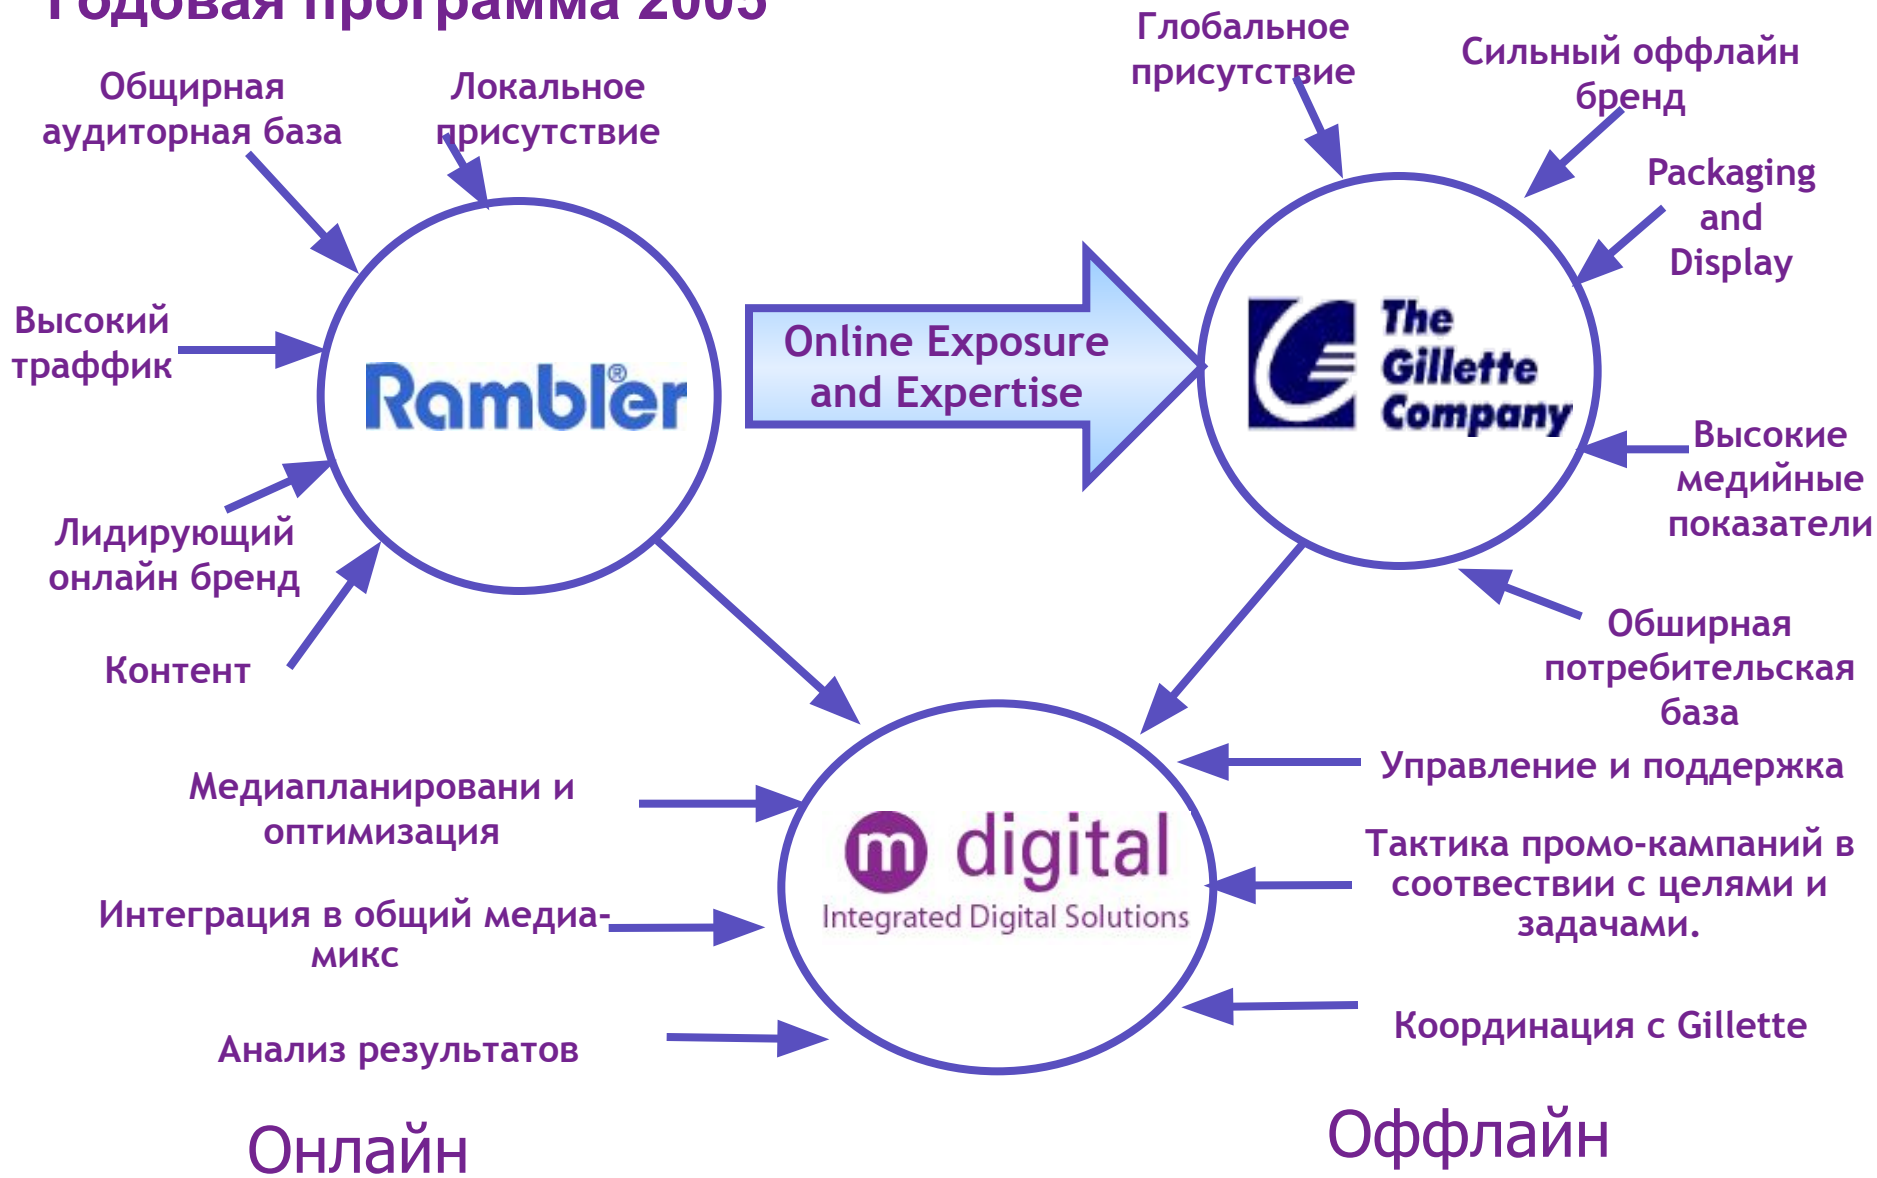 Годовая программа 2005
Общирная
аудиторная база
Локальное
присутствие
Глобальное
присутствие
Сильный оффлайн
бренд
Packaging
and
Display
Высокий
траффик
Rambler®
Online Exposure
and Expertise
The
Gillette
Company
Высокие
медийные
показатели
Лидирующий
онлайн бренд
Контент
Обширная
потребительская
база
Медиапланировани и
оптимизация
Интеграция в общий медиа-
микс
Анализ результатов
m digital
Integrated Digital Solutions
Управление и поддержка
Тактика промо-кампаний в
соотвествии с целями и
задачами.
Координация с Gillette
Онлайн
Оффлайн